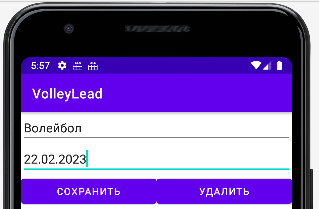 5:57
VolleyLead
Волейбол
22.02.2023
СОХРАНИТЬ УДАЛИТЬ